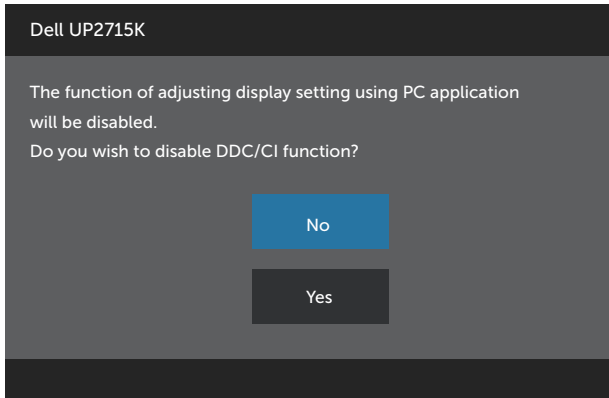 Dell UP2715K
The function of adjusting display setting using PC application
will be disabled.
Do you wish to disable DDC/CI function?
No
Yes